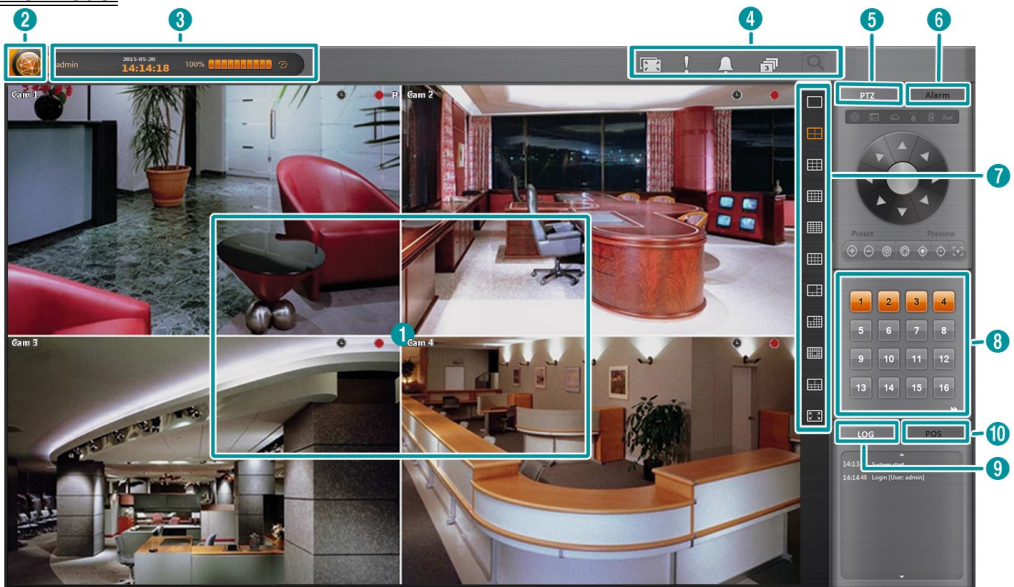 2
3
4
5
6
admin
2015-05-20
14:14:18
100%
3
PTZ
Alarm
Cam 1
P
Cam 2
Aux
7
Preset
Preview
1
1 2 3 4
5 6 7 8
9 10 11 12
13 14 15 16
8
Cam 3
Cam 4
LOG
POS
10
9
14:13
System start
14:14:48 Login [User: admin]